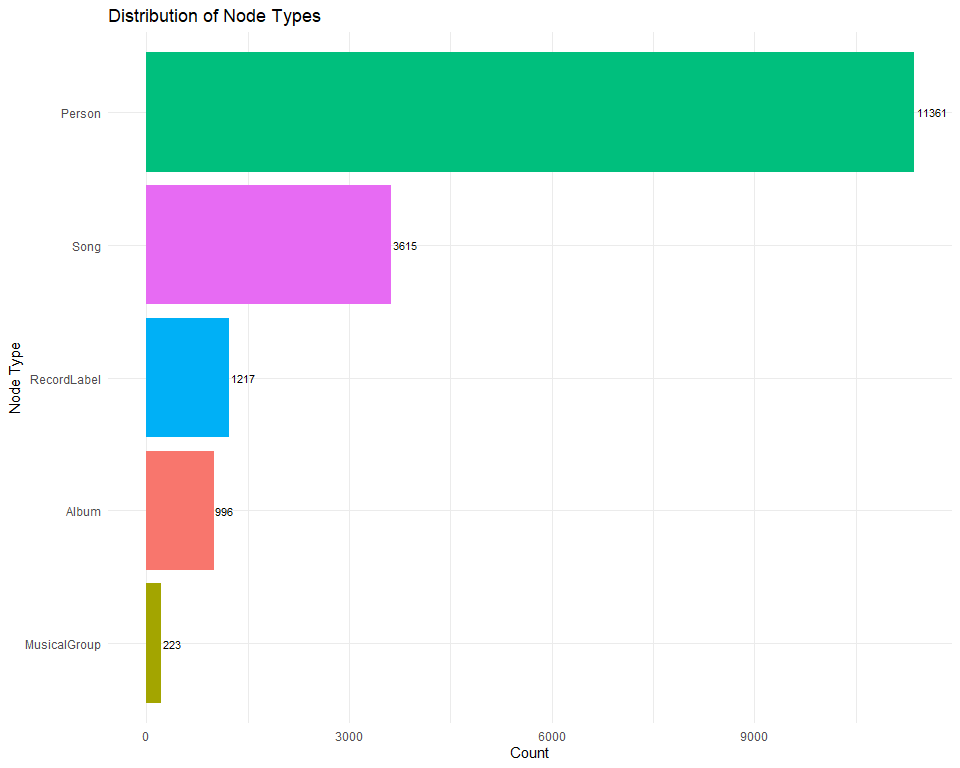 Distribution of Node Types
Person
11361
Song
3615
Node Type
RecordLabel
1217
Album
996
MusicalGroup
223
0 3000 6000 9000
Count